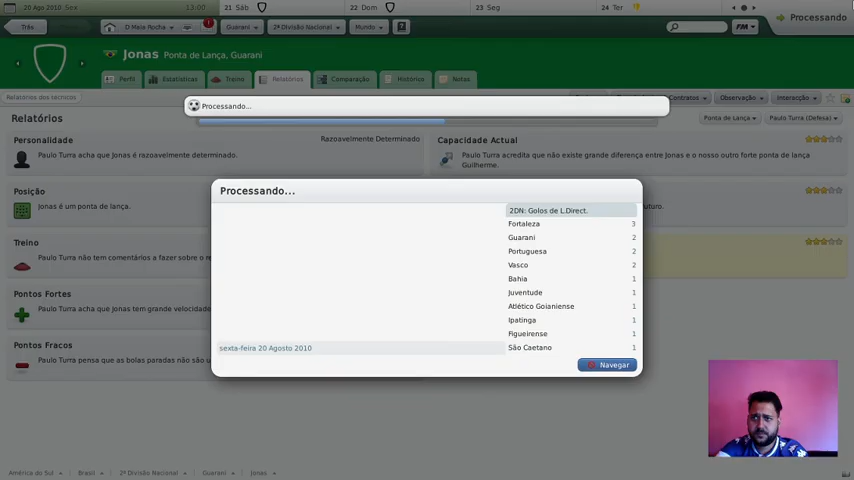 20 Ago 2010 Sex 13:00 21 Sáb 22 Dom 23 Seg 24 Ter
Processando
Três D Meia Rocha Guarani 2ª Divisão Nacional Mundo ? FM
Jonas Ponta de Lança, Guarani
Perfil Estatísticas Treino Relatórios Comparação Histórico Notas
Relatórios dos tecnicos Contratos Observação Interacção
Processando...
Relatórios Ponta de Lança Paulo Turra (Defesa)
Personalidade Razoavelmente Determinado
Paulo Turra acha que Jonas é razoavelmente determinado.
Capacidade Actual
Paulo Turra acredita que não existe grande diferença entre Jonas e o nosso outro forte ponta de lança
Guilherme.
Posição
Jonas é um ponta de lança.
uturo.
Treino
Paulo Turra não tem comentários a fazer sobre o
Pontos Fortes
Paulo Turra acha que Jonas tem grande velocidade
Pontos Fracos
Paulo Turra pensa que as bolas paradas não são u
Processando...
2DN: Golos de L.Direct.
Fortaleza 3
Guarani 2
Portuguesa 2
Vasco 2
Bahia 1
Juventude 1
Atlético Goianiense 1
Ipatinga 1
Figueirense 1
São Caetano 1
sexta-feira 20 Agosto 2010
Navegar
América do Sul Brasil 2ª Divisão Nacional Guarani Jonas